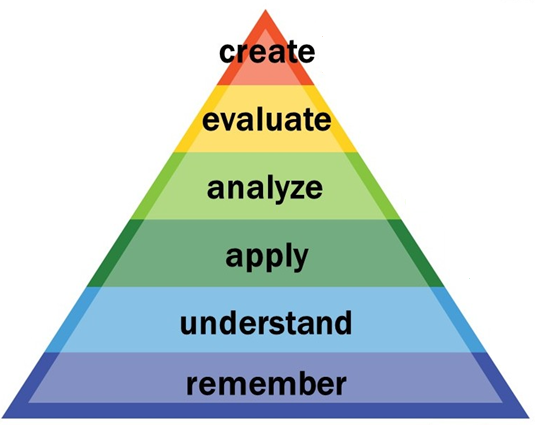 create
evaluate
analyze
apply
understand
remember